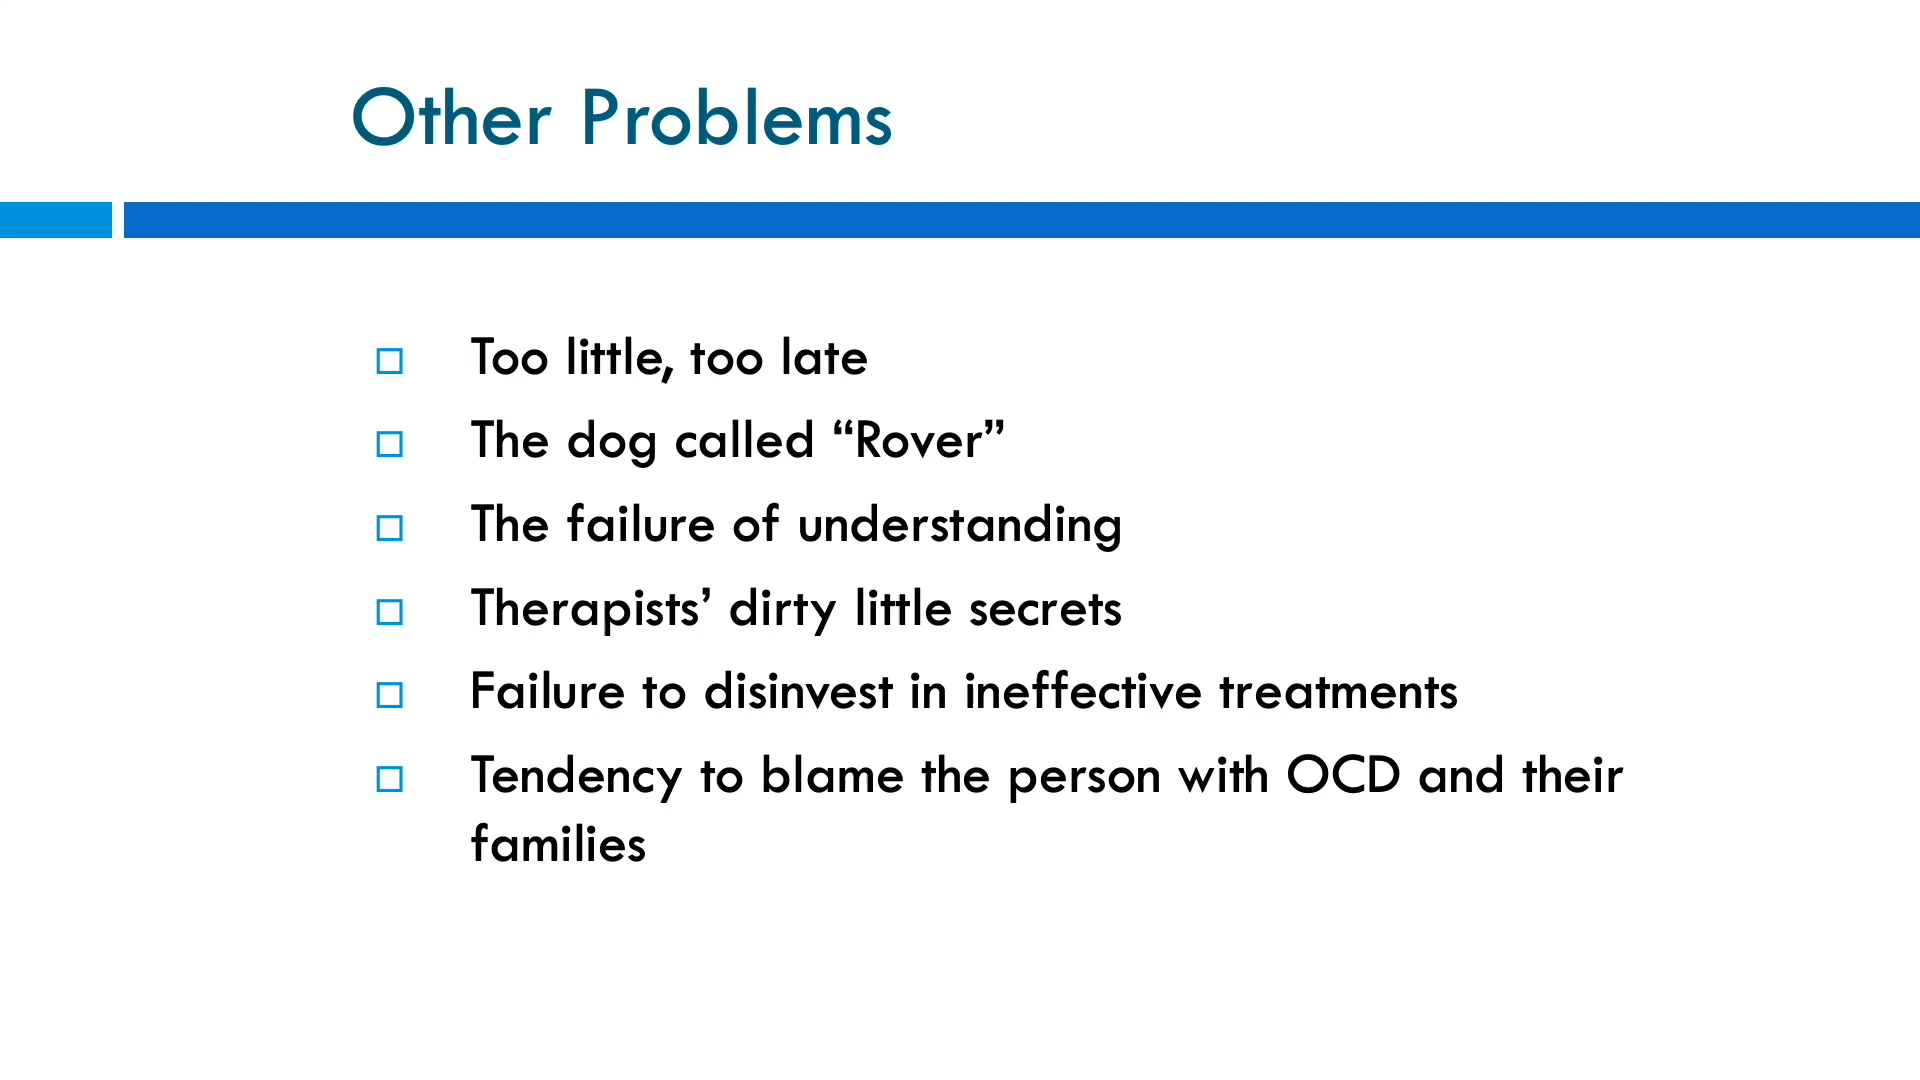 Other Problems
Too little, too late
The dog called “Rover”
The failure of understanding
Therapists’ dirty little secrets
Failure to disinvest in ineffective treatments
Tendency to blame the person with OCD and their
families